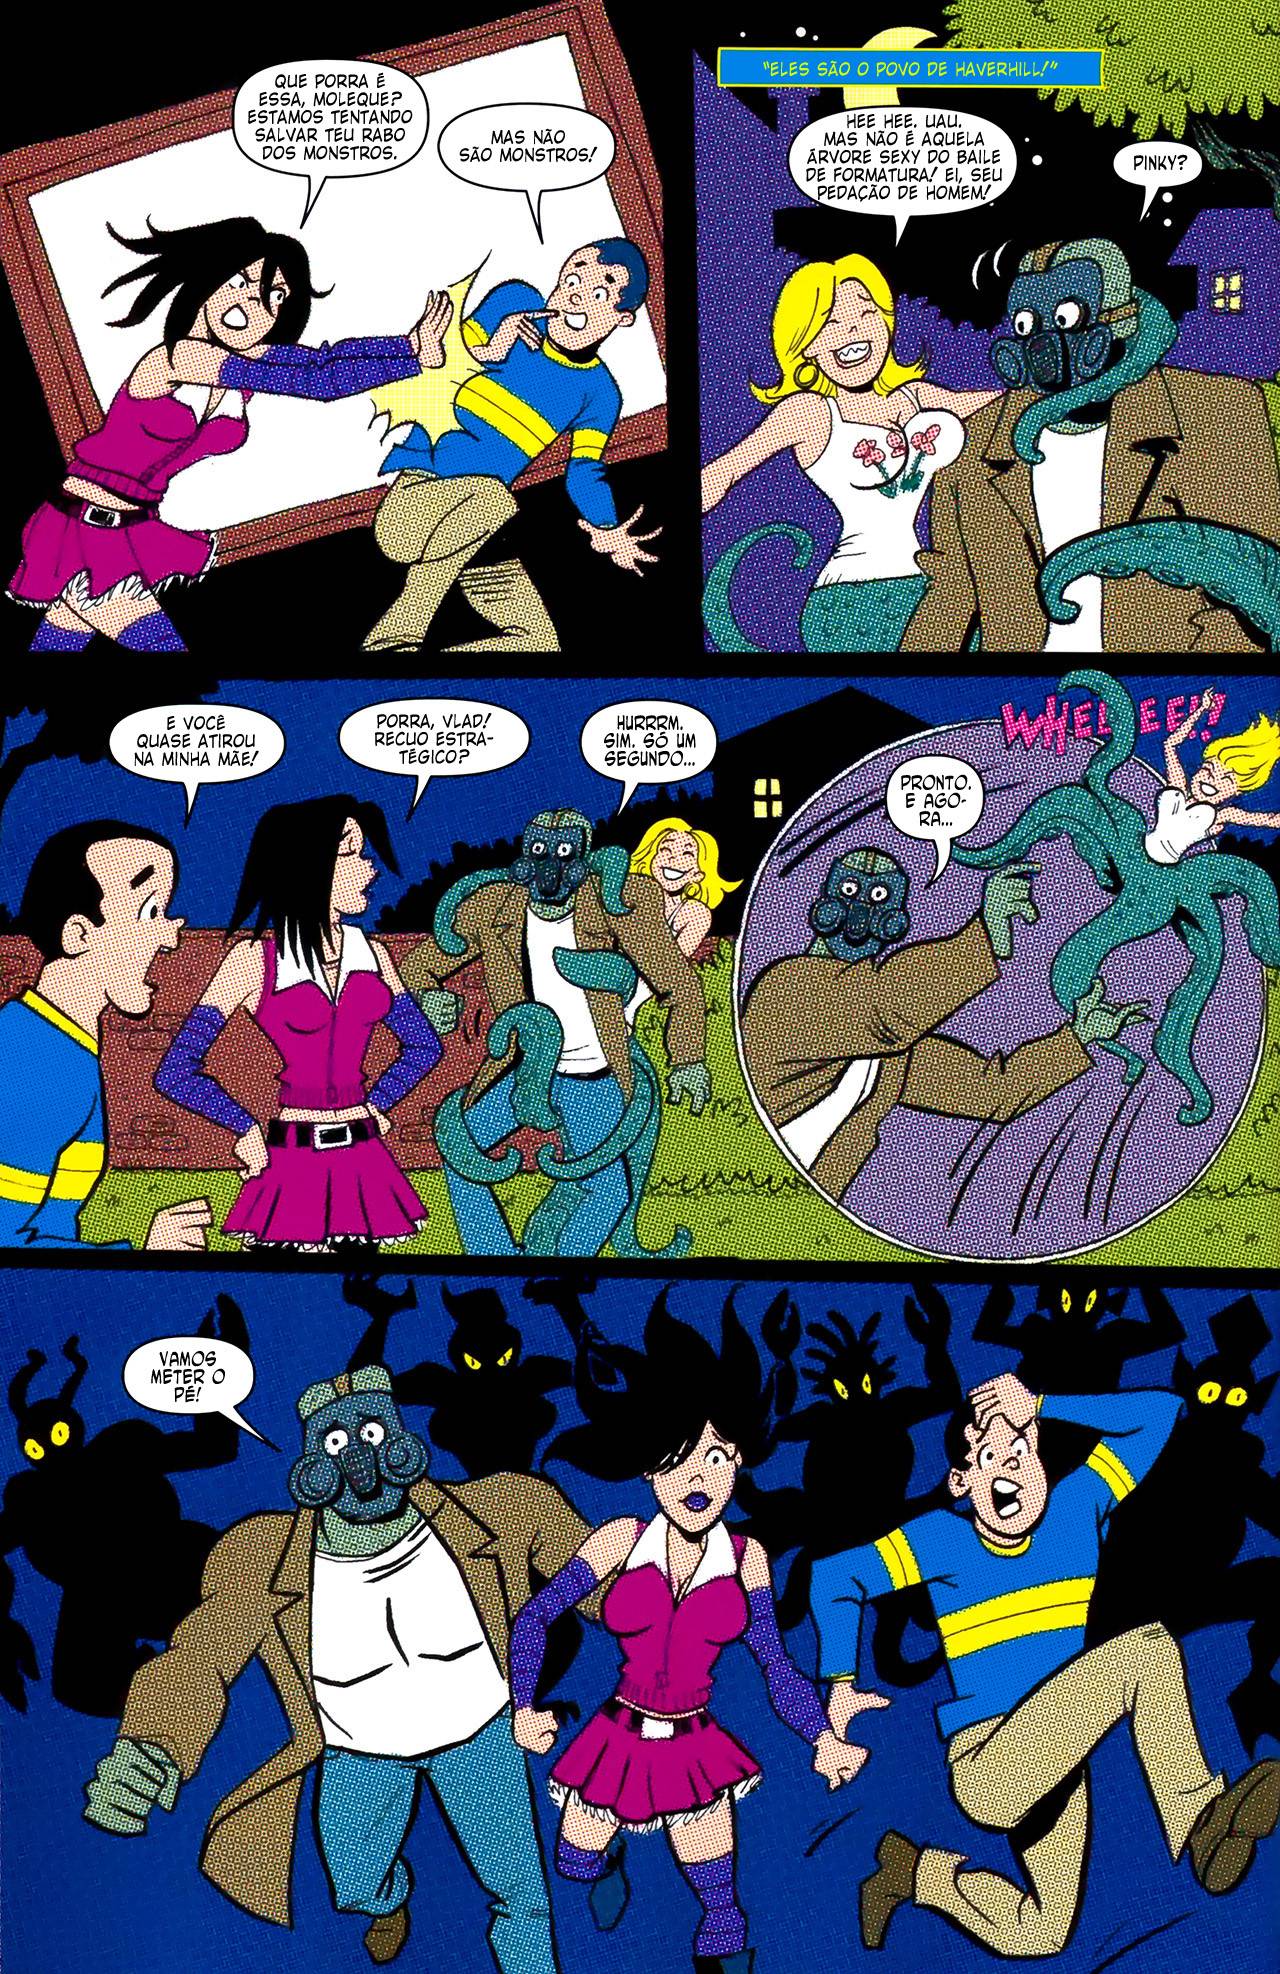 QUE PORRA É
ESSA, MOLEQUE?
ESTAMOS TENTANDO
SALVAR TEU RABO
DOS MONSTROS.
MAS NÃO
SÃO MONSTROS!
"ELES SÃO O POVO DE HAVERHILL!"
HEE HEE. UAU.
MAS NÃO É AQUELA
ÁRVORE SEXY DO BAILE
DE FORMATURA! EI, SEU
PEDAÇÃO DE HOMEM!
PINKY?
E VOCÊ
QUASE ATIROU
NA MINHA MÃE!
PORRA, VLAD!
RECUO ESTRA-
TÉGICO?
HURRRM.
SIM. SÓ UM
SEGUNDO...
PRONTO.
E AGO-
RA...
VAMOS
METER O
PÉ!